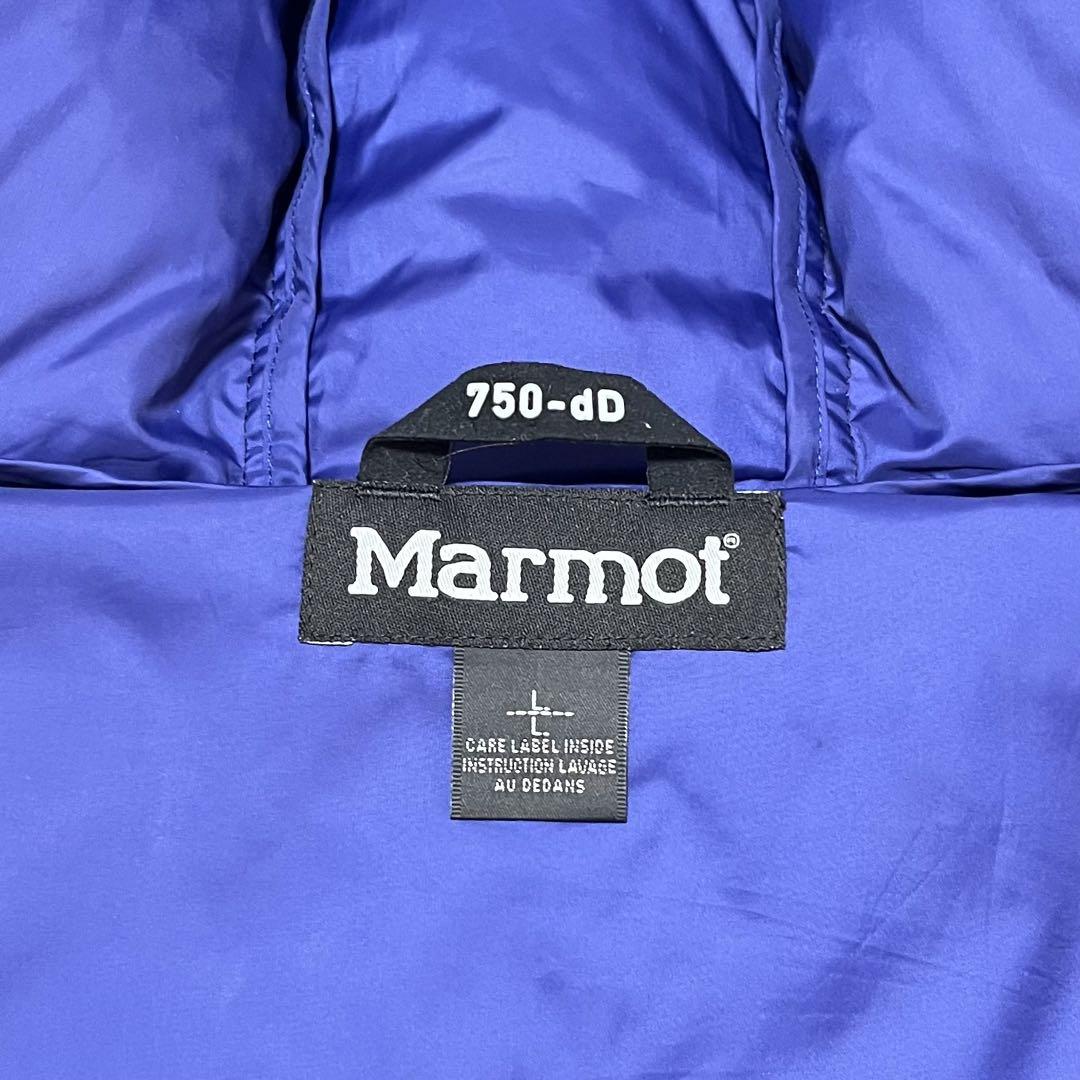 750-dD
Marmot®
L.
L.
CARE LABEL INSIDE
INSTRUCTION LAVAGE
AU DEDANS